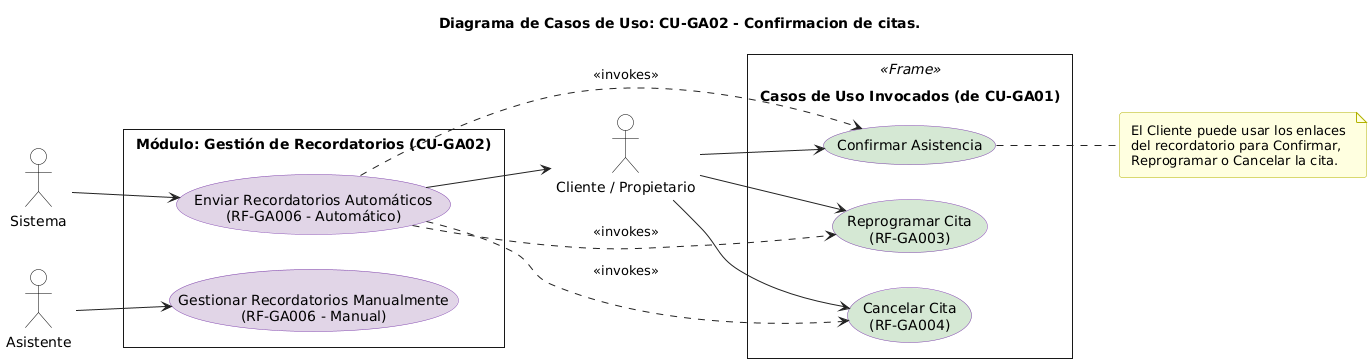 Diagrama de Casos de Uso: CU-GA02 - Confirmacion de citas.
«Frame»
Casos de Uso Invocados (de CU-GA01)
«invokes»
Módulo: Gestión de Recordatorios (CU-GA02)
Confirmar Asistencia
El Cliente puede usar los enlaces
del recordatorio para Confirmar,
Reprogramar o Cancelar la cita.
Cliente / Propietario
Sistema
Enviar Recordatorios Automáticos
(RF-GA006 - Automático)
«invokes»
Reprogramar Cita
(RF-GA003)
«invokes»
Asistente
Gestionar Recordatorios Manualmente
(RF-GA006 - Manual)
Cancelar Cita
(RF-GA004)